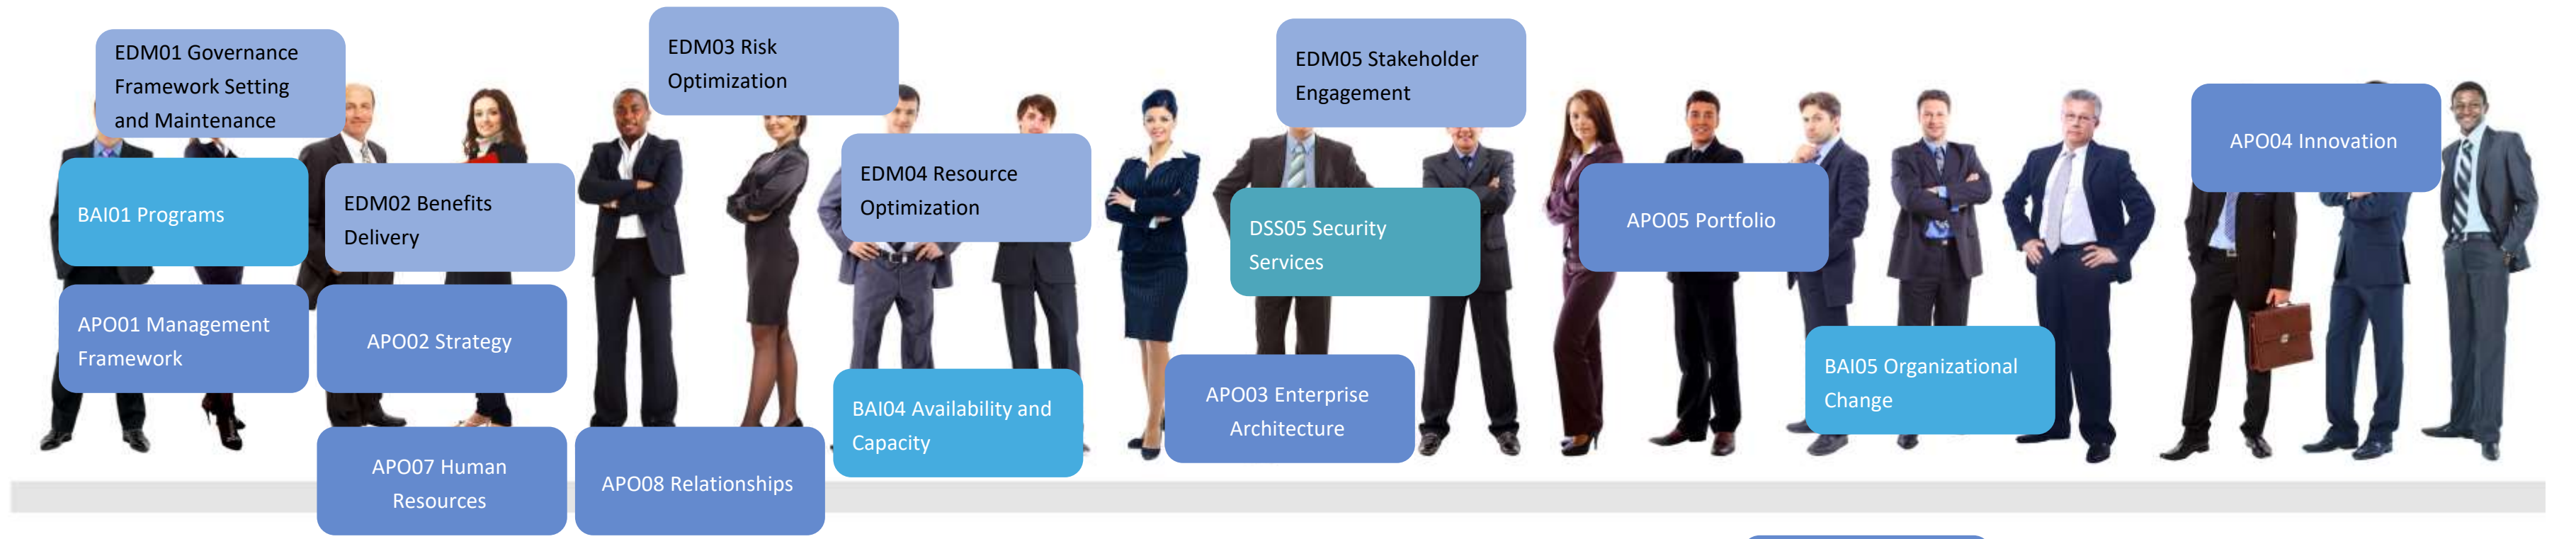 EDM01 Governance
Framework Setting
and Maintenance
EDM03 Risk
Optimization
EDM05 Stakeholder
Engagement
APO04 Innovation
BAI01 Programs
EDM02 Benefits
Delivery
EDM04 Resource
Optimization
DSS05 Security
Services
APO05 Portfolio
APO01 Management
Framework
APO02 Strategy
BAI04 Availability and
Capacity
APO03 Enterprise
Architecture
BAI05 Organizational
Change
APO07 Human
Resources
APO08 Relationships